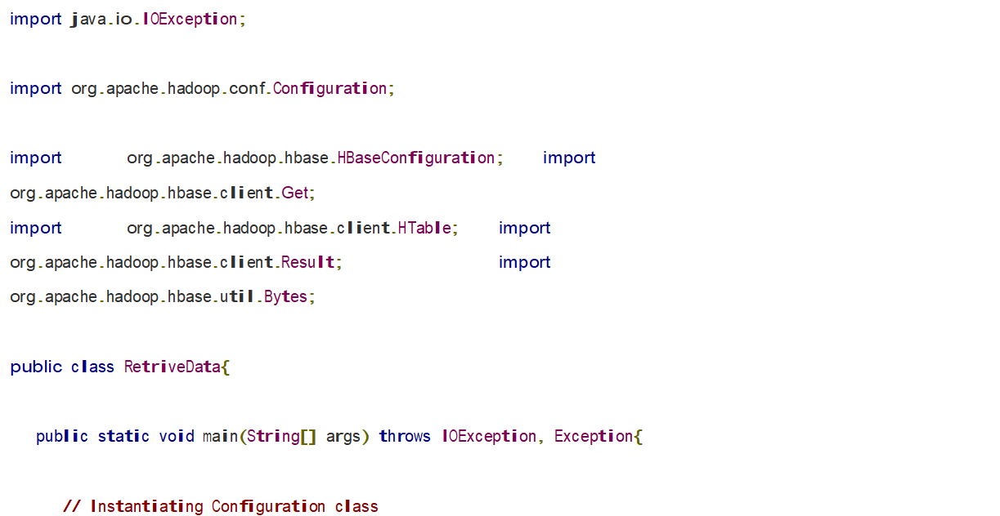 import java.io.IOException;
import org.apache.hadoop.conf.Configuration;
import org.apache.hadoop.hbase.HBaseConfiguration; import
org.apache.hadoop.hbase.client.Get;
import org.apache.hadoop.hbase.client.HTable; import
org.apache.hadoop.hbase.client.Result; import
org.apache.hadoop.hbase.util.Bytes;
public class RetriveData{
public static void main(String[] args) throws IOException, Exception{
// Instantiating Configuration class